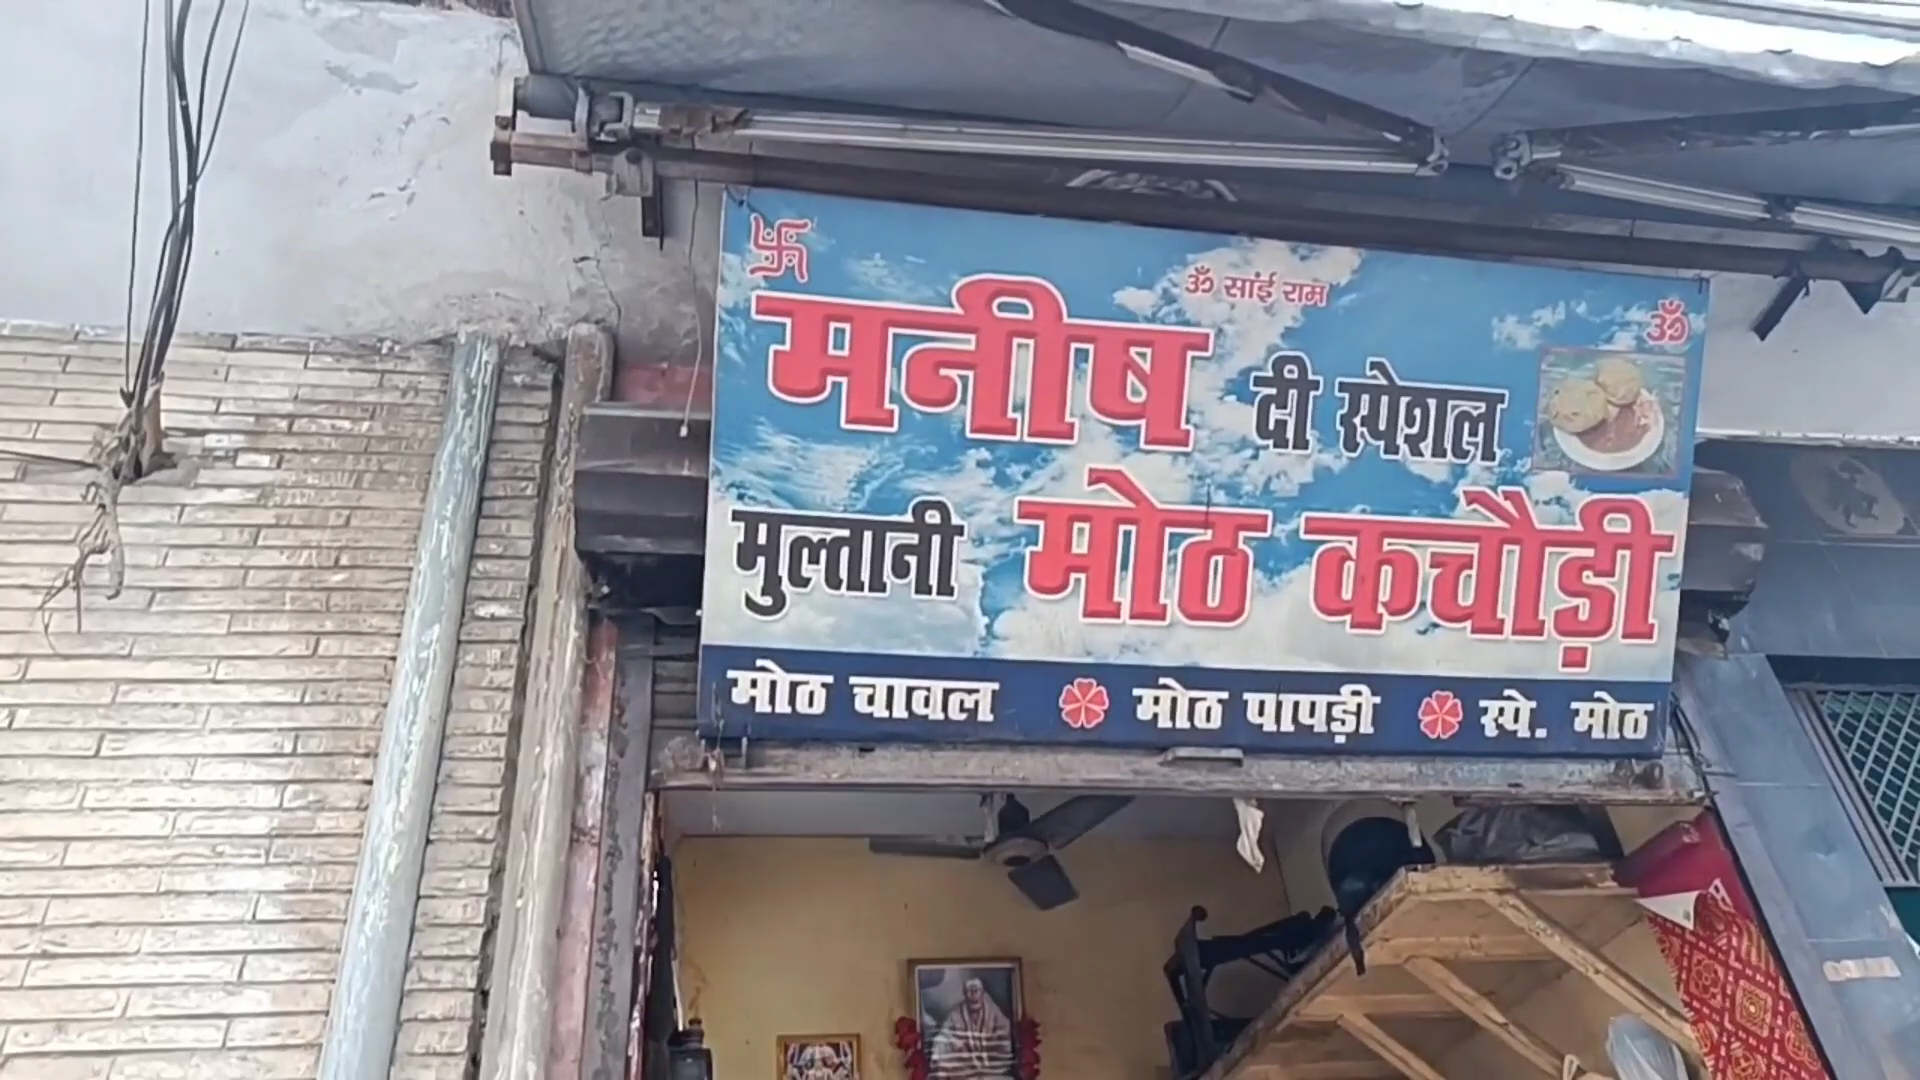 ॐ सांई राम
ॐ
मनीष दी स्पेशल
मुल्तानी मोठ कचौड़ी
मोठ चावल मोठ पापड़ी स्पे. मोठ